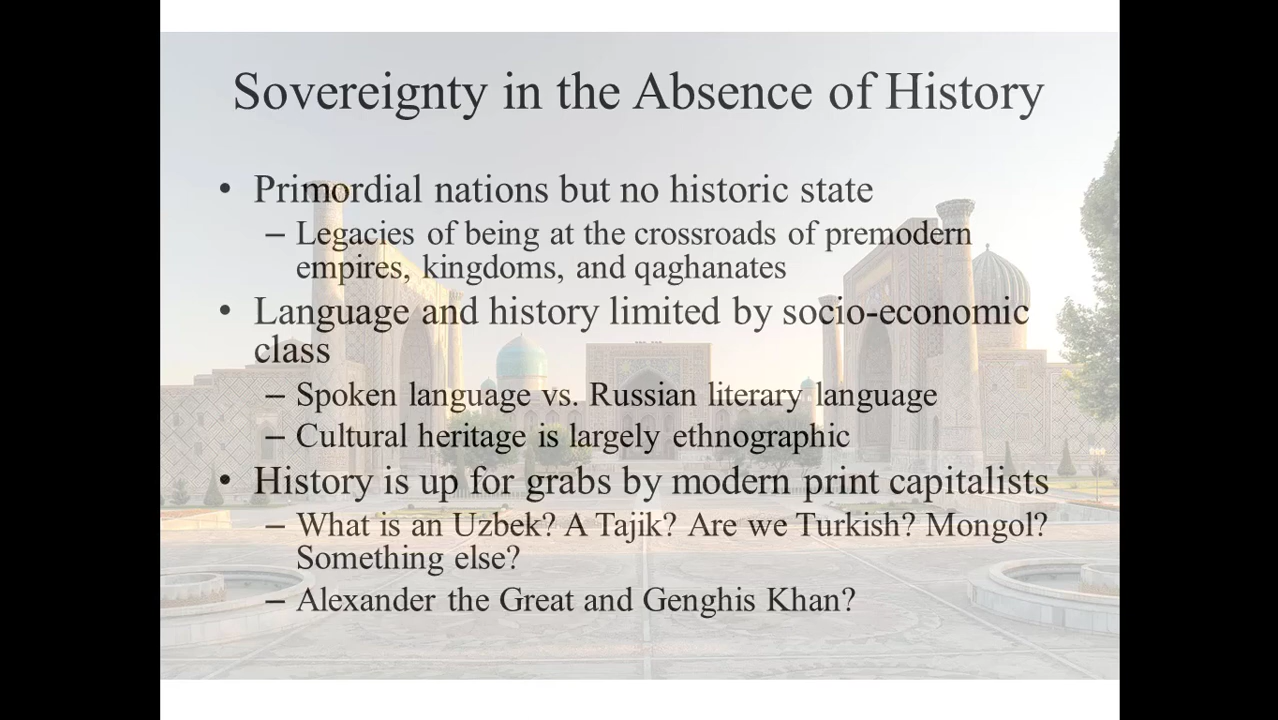 Sovereignty in the Absence of History
• Primordial nations but no historic state
– Legacies of being at the crossroads of premodern
empires, kingdoms, and qaghanates
• Language and history limited by socio-economic
class
– Spoken language vs. Russian literary language
– Cultural heritage is largely ethnographic
• History is up for grabs by modern print capitalists
– What is an Uzbek? A Tajik? Are we Turkish? Mongol?
Something else?
– Alexander the Great and Genghis Khan?